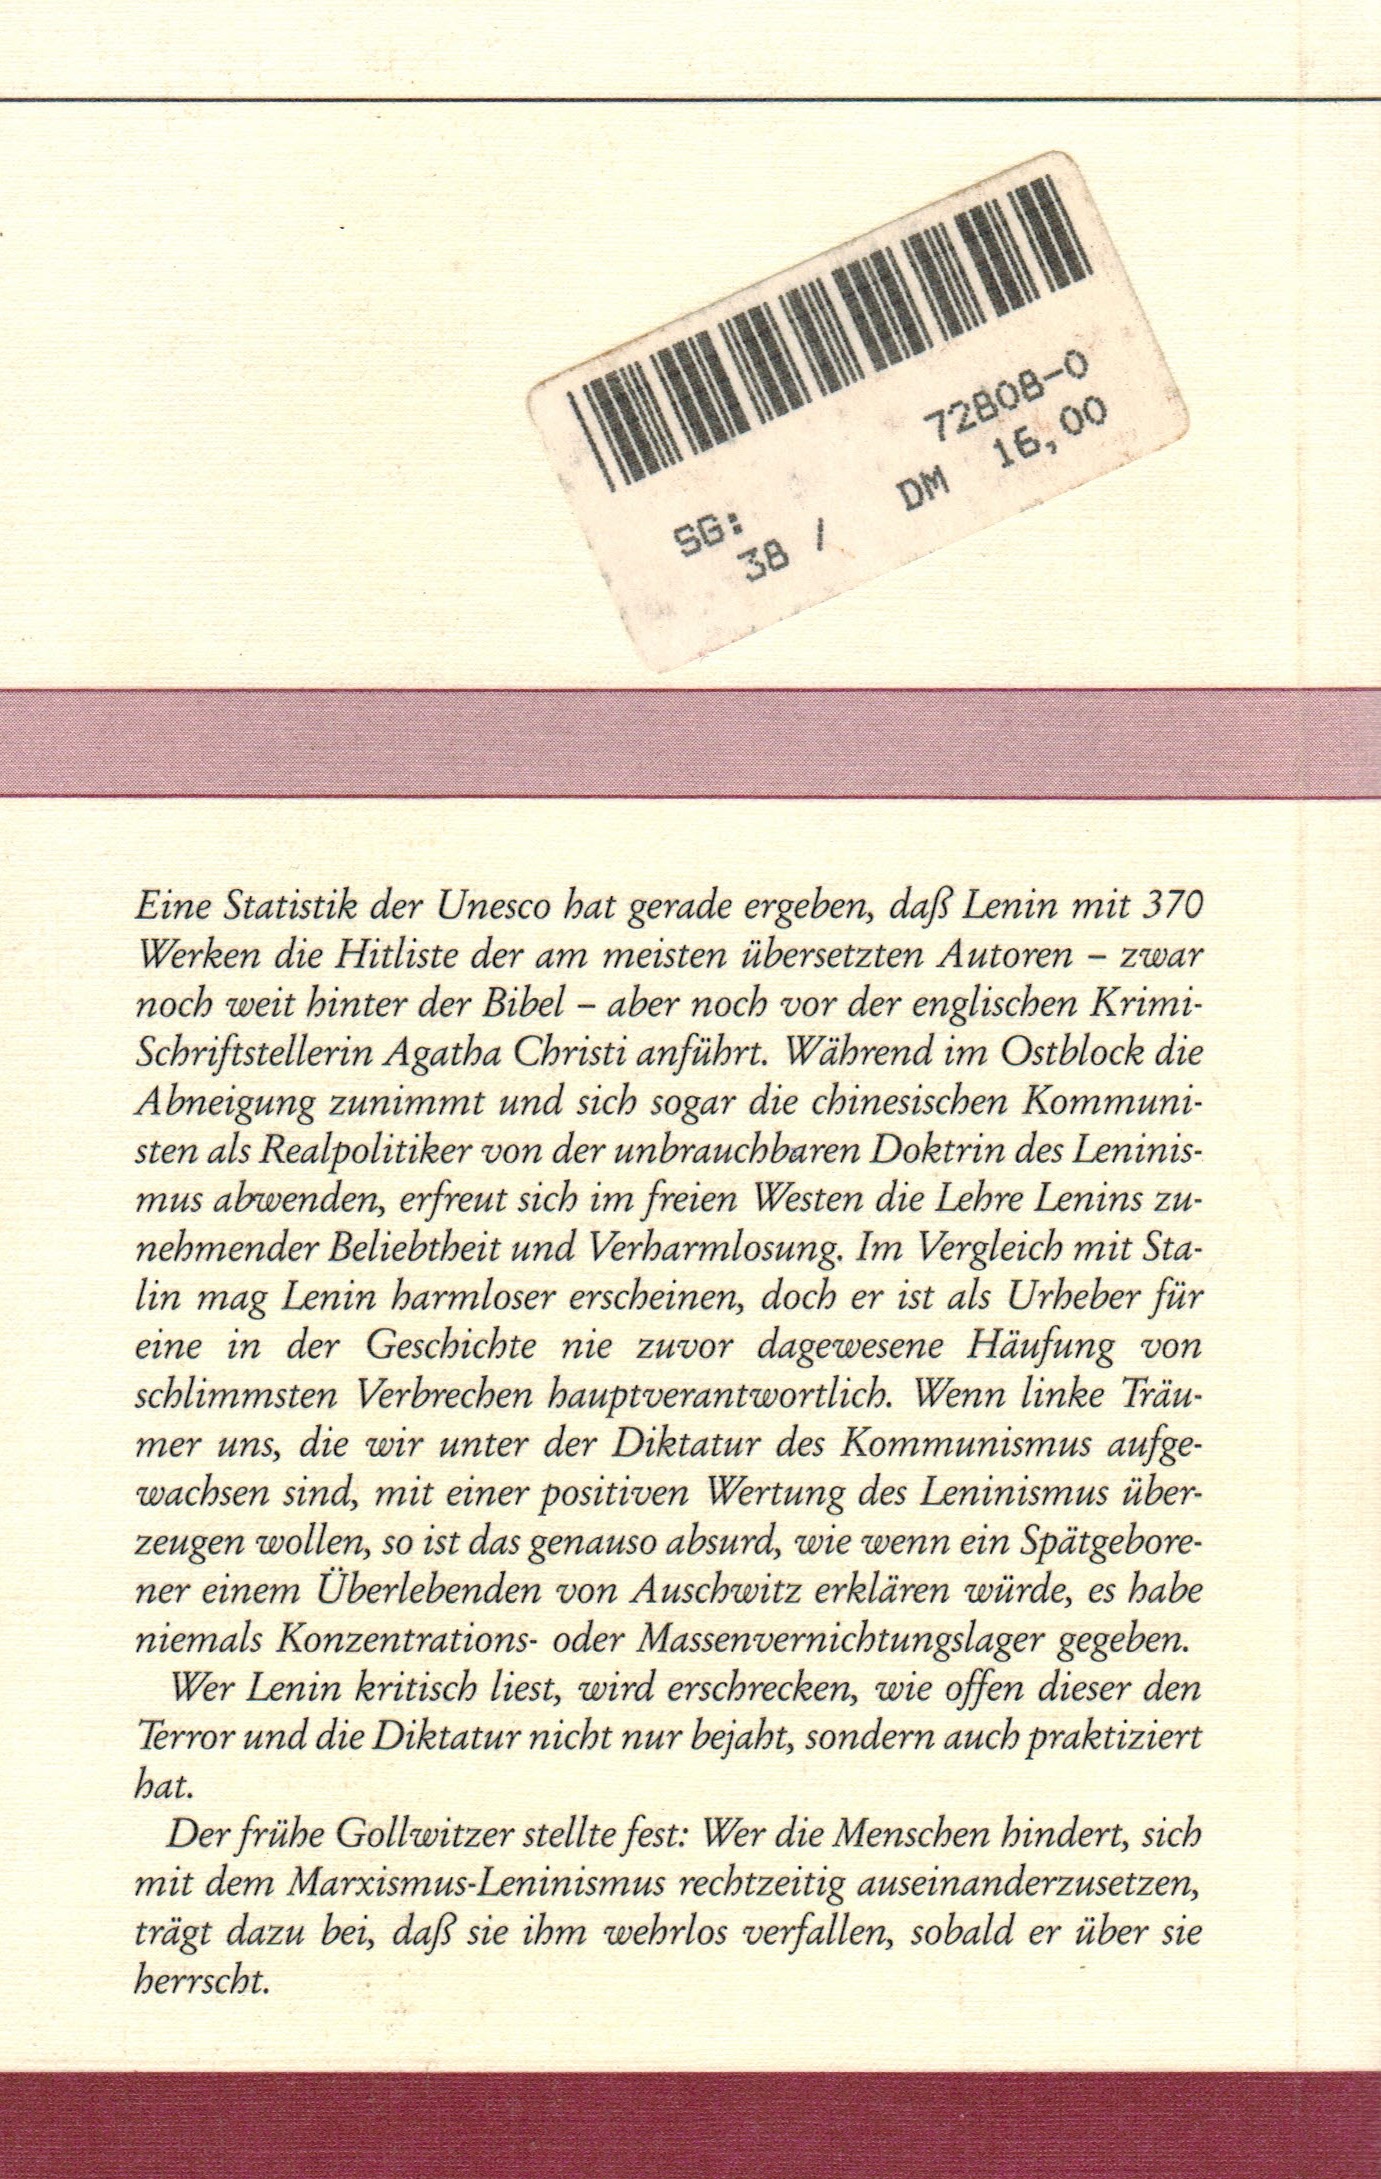 72808-0
SG: DM 16,00
38 /
Eine Statistik der Unesco hat gerade ergeben, daß Lenin mit 370
Werken die Hitliste der am meisten übersetzten Autoren – zwar
noch weit hinter der Bibel – aber noch vor der englischen Krimi-
Schriftstellerin Agatha Christi anführt. Während im Ostblock die
Abneigung zunimmt und sich sogar die chinesischen Kommuni-
sten als Realpolitiker von der unbrauchbaren Doktrin des Leninis-
mus abwenden, erfreut sich im freien Westen die Lehre Lenins zu-
nehmender Beliebtheit und Verharmlosung. Im Vergleich mit Sta-
lin mag Lenin harmloser erscheinen, doch er ist als Urheber für
eine in der Geschichte nie zuvor dagewesene Häufung von
schlimmsten Verbrechen hauptverantwortlich. Wenn linke Träu-
mer uns, die wir unter der Diktatur des Kommunismus aufge-
wachsen sind, mit einer positiven Wertung des Leninismus über-
zeugen wollen, so ist das genauso absurd, wie wenn ein Spätgebore-
ner einem Überlebenden von Auschwitz erklären würde, es habe
niemals Konzentrations- oder Massenvernichtungslager gegeben.
Wer Lenin kritisch liest, wird erschrecken, wie offen dieser den
Terror und die Diktatur nicht nur bejaht, sondern auch praktiziert
hat.
Der frühe Gollwitzer stellte fest: Wer die Menschen hindert, sich
mit dem Marxismus-Leninismus rechtzeitig auseinanderzusetzen,
trägt dazu bei, daß sie ihm wehrlos verfallen, sobald er über sie
herrscht.